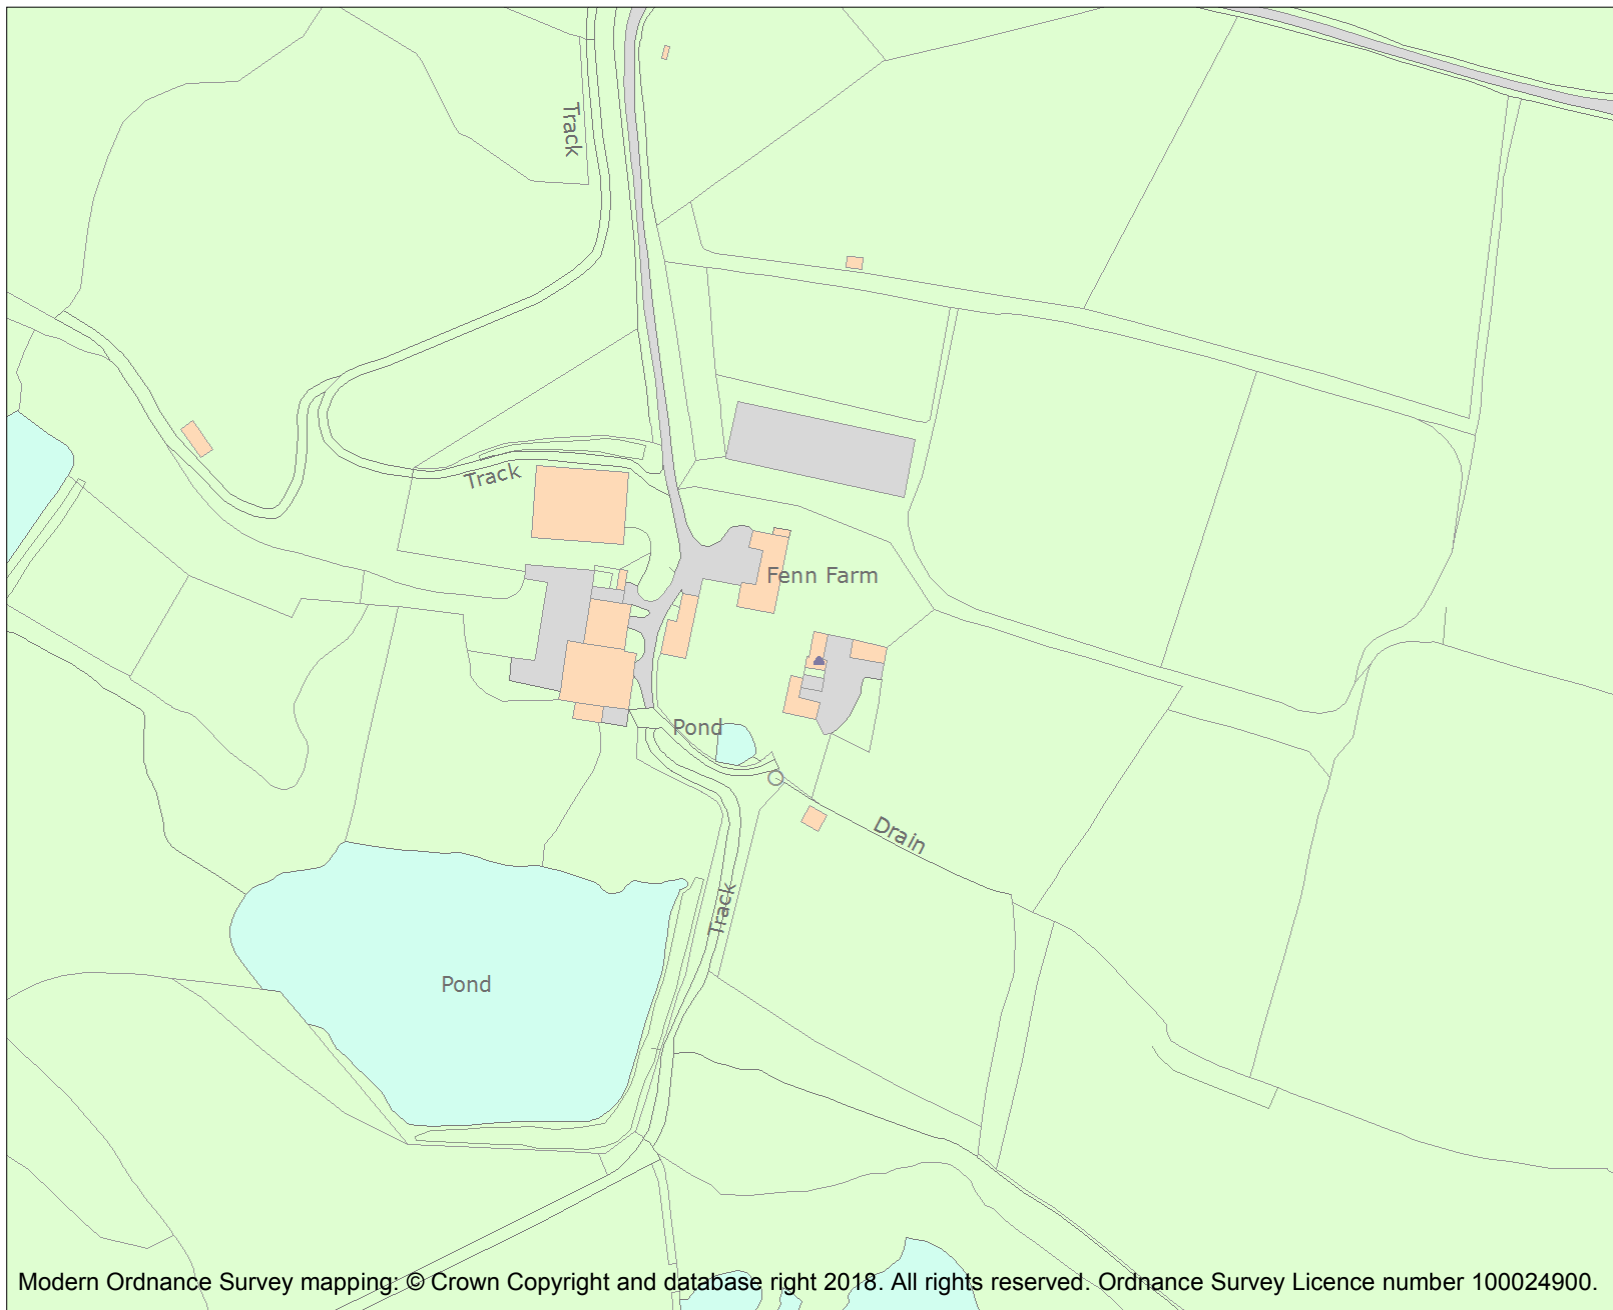 Track
Track
Fenn Farm
Pond
Drain
Track
Pond
Modern Ordnance Survey mapping: © Crown Copyright and database right 2018. All rights reserved. Ordnance Survey Licence number 100024900.